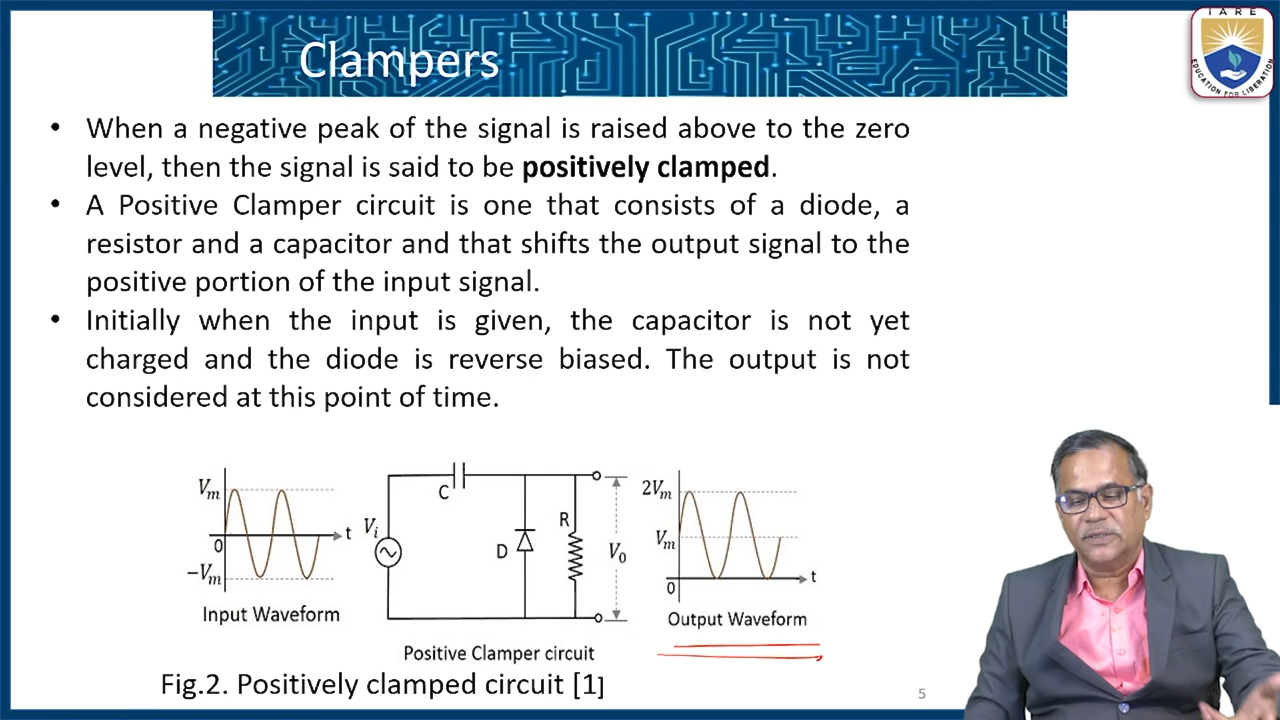 Clampers
IARE
EDUCATION FOR LIBERATION
• When a negative peak of the signal is raised above to the zero
level, then the signal is said to be positively clamped.
• A Positive Clamper circuit is one that consists of a diode, a
resistor and a capacitor and that shifts the output signal to the
positive portion of the input signal.
• Initially when the input is given, the capacitor is not yet
charged and the diode is reverse biased. The output is not
considered at this point of time.
Vm
0
t
−Vm
Input Waveform
Vi
C
D
R
V0
Positive Clamper circuit
2Vm
Vm
0
t
Output Waveform
Fig.2. Positively clamped circuit [1]
5